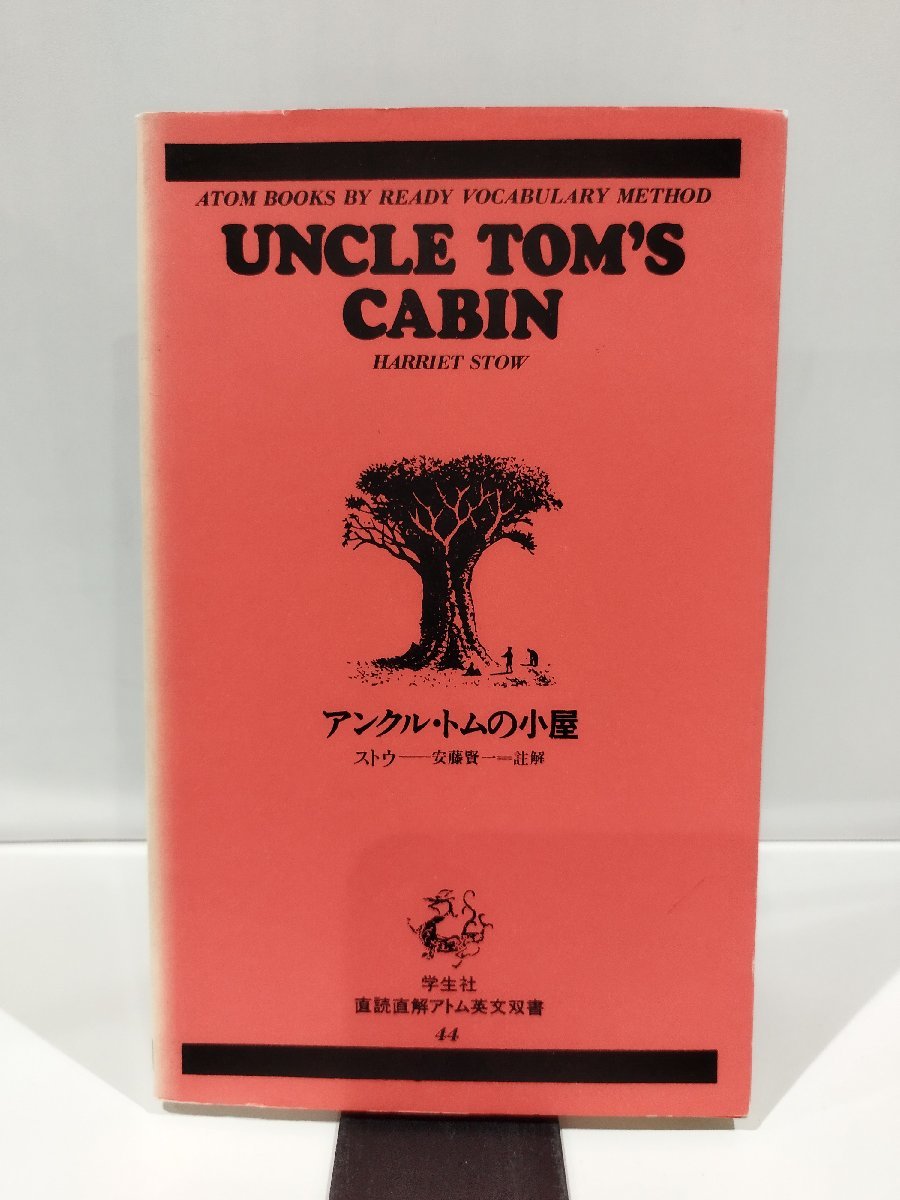 ATOM BOOKS BY READY VOCABULARY METHOD
UNCLE TOM'S
CABIN
HARRIET STOW
アンクル・トムの小屋
ストウ──安藤賢一＝註解
学生社
直読直解アトム英文双書
44